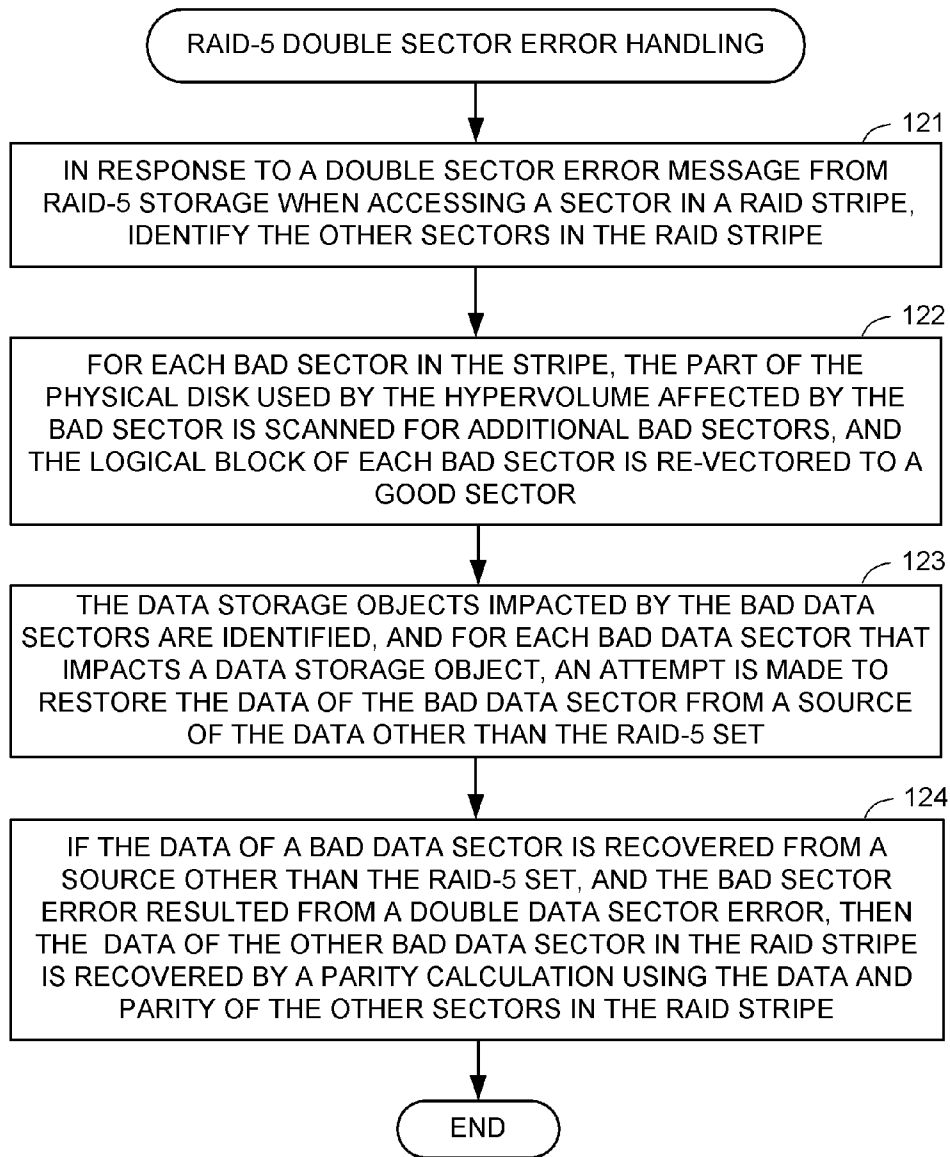 RAID-5 DOUBLE SECTOR ERROR HANDLING
121
IN RESPONSE TO A DOUBLE SECTOR ERROR MESSAGE FROM
RAID-5 STORAGE WHEN ACCESSING A SECTOR IN A RAID STRIPE,
IDENTIFY THE OTHER SECTORS IN THE RAID STRIPE
122
FOR EACH BAD SECTOR IN THE STRIPE, THE PART OF THE
PHYSICAL DISK USED BY THE HYPERVOLUME AFFECTED BY THE
BAD SECTOR IS SCANNED FOR ADDITIONAL BAD SECTORS, AND
THE LOGICAL BLOCK OF EACH BAD SECTOR IS RE-VECTORED TO A
GOOD SECTOR
123
THE DATA STORAGE OBJECTS IMPACTED BY THE BAD DATA
SECTORS ARE IDENTIFIED, AND FOR EACH BAD DATA SECTOR THAT
IMPACTS A DATA STORAGE OBJECT, AN ATTEMPT IS MADE TO
RESTORE THE DATA OF THE BAD DATA SECTOR FROM A SOURCE
OF THE DATA OTHER THAN THE RAID-5 SET
124
IF THE DATA OF A BAD DATA SECTOR IS RECOVERED FROM A
SOURCE OTHER THAN THE RAID-5 SET, AND THE BAD SECTOR
ERROR RESULTED FROM A DOUBLE DATA SECTOR ERROR, THEN
THE DATA OF THE OTHER BAD DATA SECTOR IN THE RAID STRIPE
IS RECOVERED BY A PARITY CALCULATION USING THE DATA AND
PARITY OF THE OTHER SECTORS IN THE RAID STRIPE
END